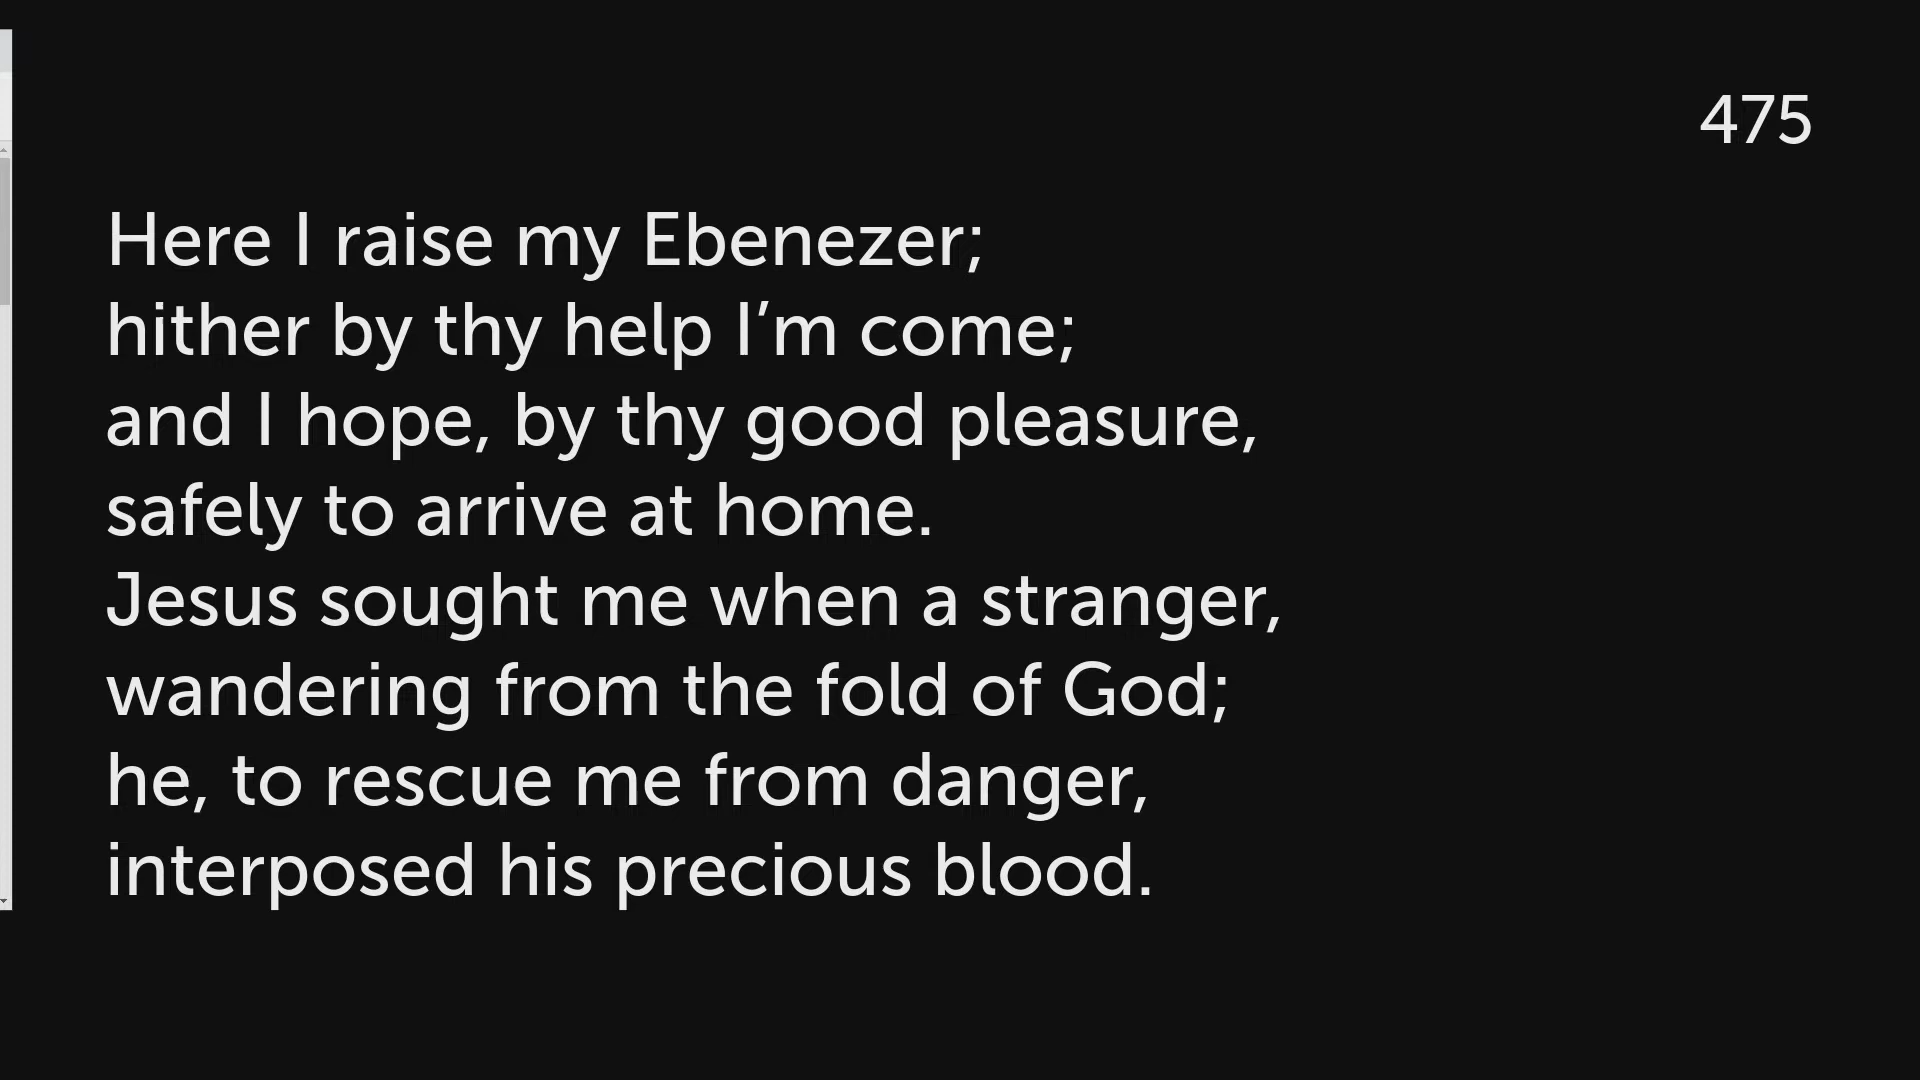 475
Here I raise my Ebenezer;
hither by thy help I’m come;
and I hope, by thy good pleasure,
safely to arrive at home.
Jesus sought me when a stranger,
wandering from the fold of God;
he, to rescue me from danger,
interposed his precious blood.